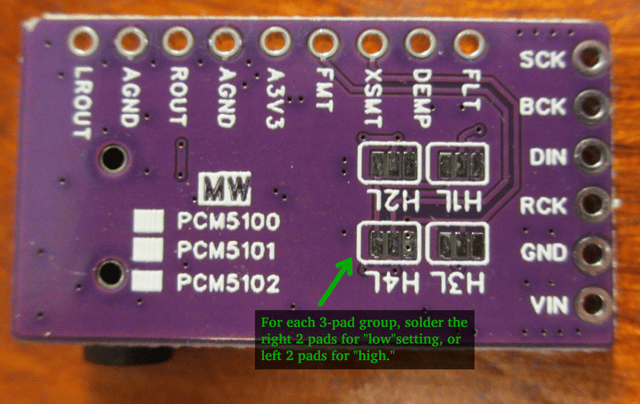 LROUT
AGND
ROUT
AGND
A3V3
FMT
XSMT
DEMP
FLT
SCK
BCK
DIN
RCK
GND
VIN
H2L
H1L
H4L
H3L
MW
PCM5100
PCM5101
PCM5102
For each 3-pad group, solder the
right 2 pads for "low"setting, or
left 2 pads for "high."